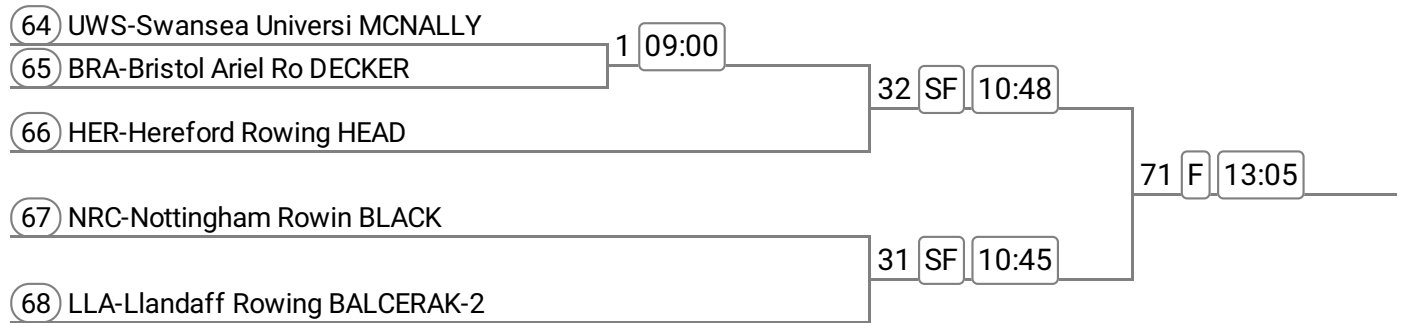 64 UWS-Swansea Universi MCNALLY
1 09:00
65 BRA-Bristol Ariel Ro DECKER
32 SF 10:48
66 HER-Hereford Rowing HEAD
71 F 13:05
67 NRC-Nottingham Rowin BLACK
31 SF 10:45
68 LLA-Llandaff Rowing BALCERAK-2